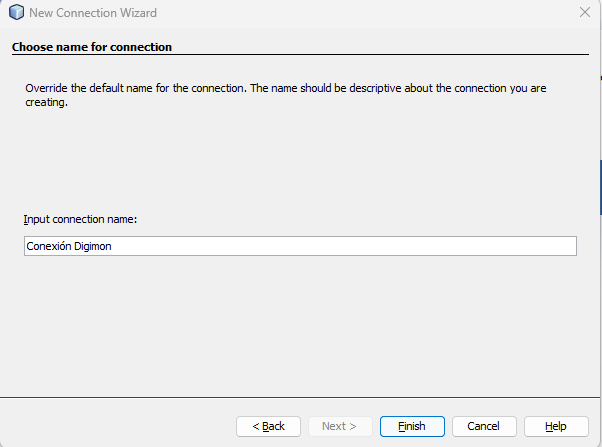 New Connection Wizard
Choose name for connection
Override the default name for the connection. The name should be descriptive about the connection you are
creating.
Input connection name:
Conexión Digimon
< Back
Next >
Finish
Cancel
Help